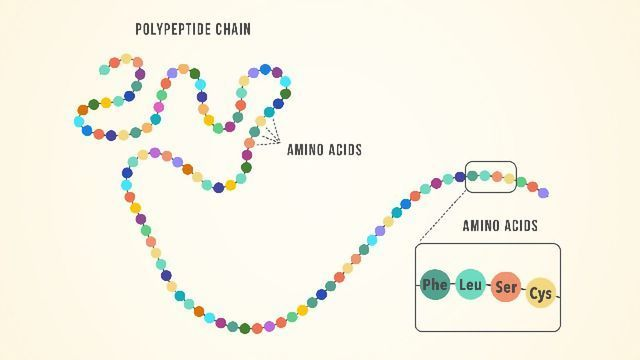 POLYPEPTIDE CHAIN
AMINO ACIDS
AMINO ACIDS
Phe Leu Ser Cys